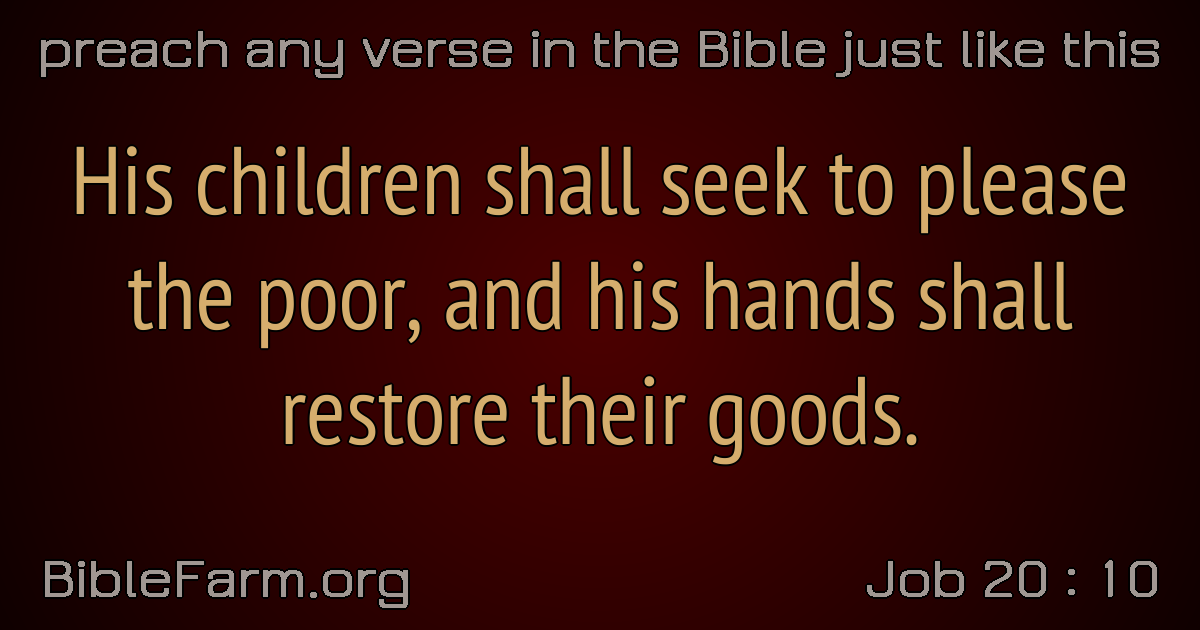 preach any verse in the Bible just like this
His children shall seek to please
the poor, and his hands shall
restore their goods.
BibleFarm.org
Job 20 : 10